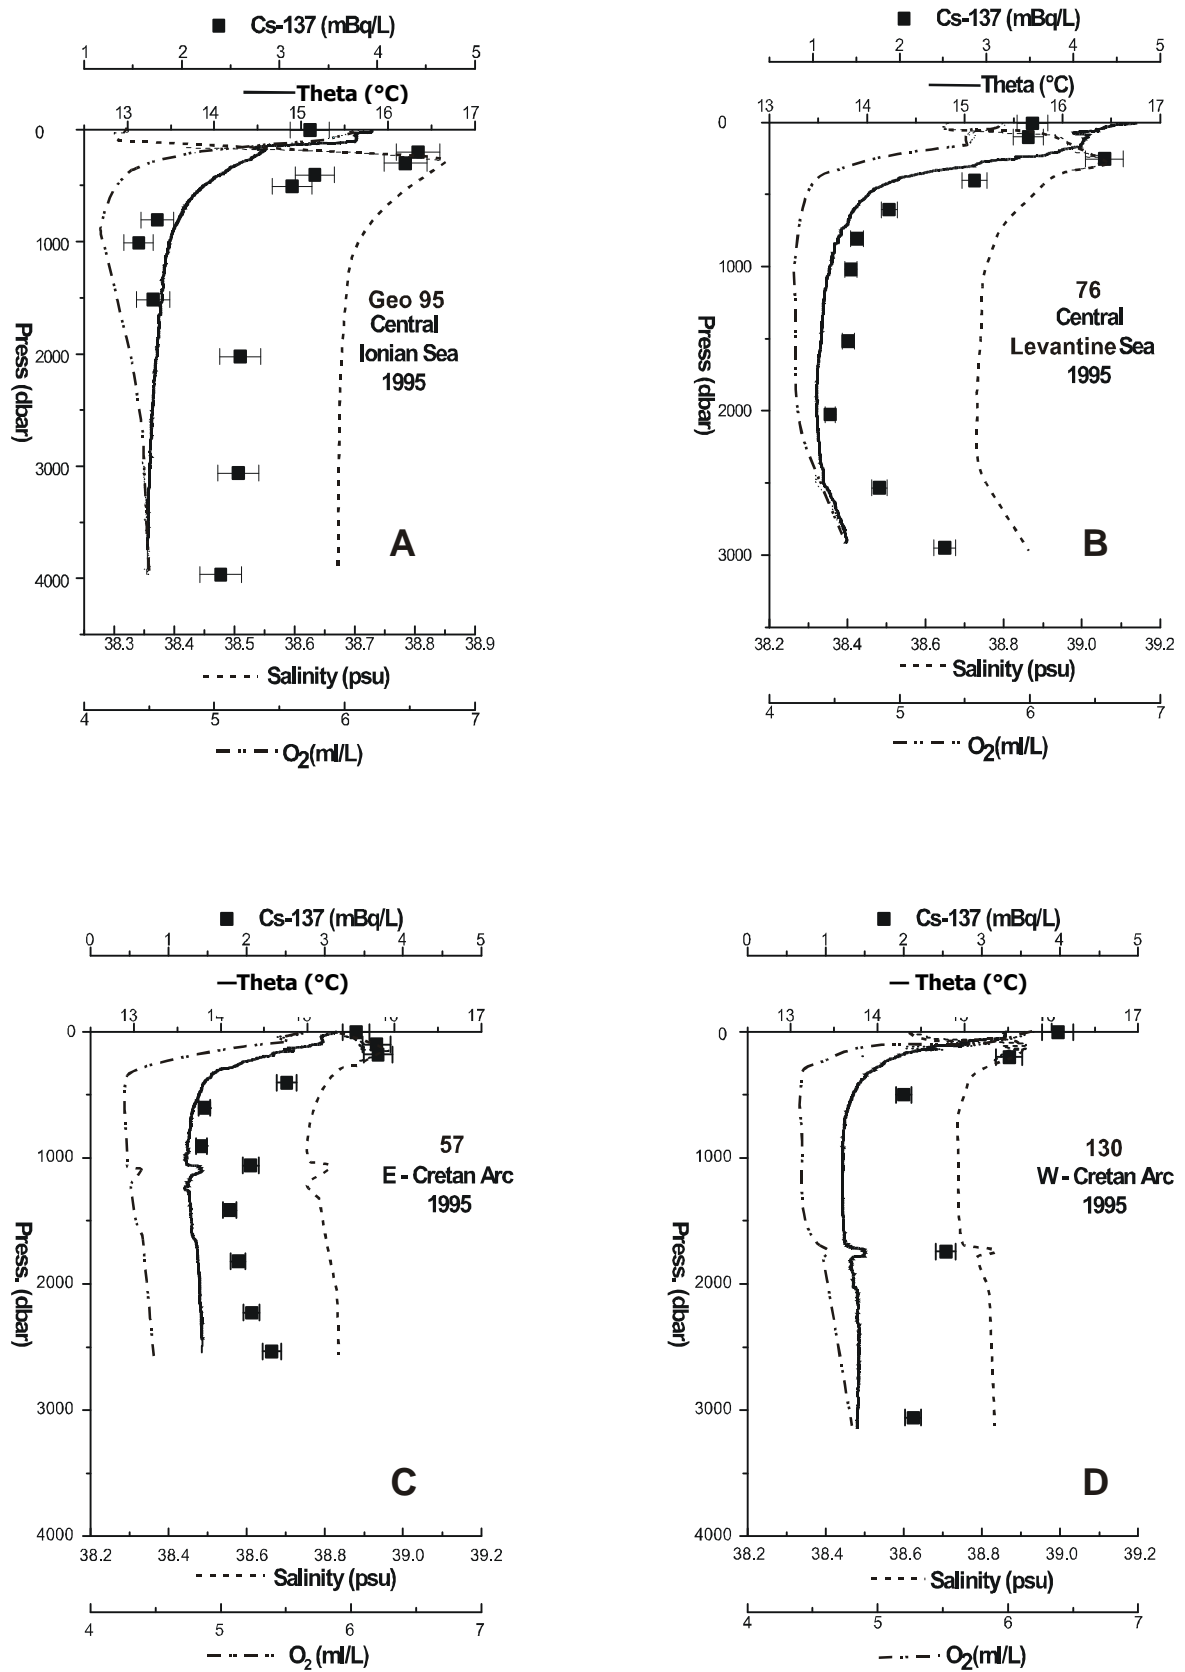 Cs-137 (mBq/L)
1 2 3 4 5
Theta (°C)
13 14 15 16 17
0
1000
2000
3000
4000
Press (dbar)
Geo 95
Central
Ionian Sea
1995
A
38.3 38.4 38.5 38.6 38.7 38.8 38.9
Salinity (psu)
4 5 6 7
O2(ml/L)
Cs-137 (mBq/L)
1 2 3 4 5
Theta (°C)
13 14 15 16 17
0
1000
2000
3000
Press (dbar)
76
Central
Levantine Sea
1995
B
38.2 38.4 38.6 38.8 39.0 39.2
Salinity (psu)
4 5 6 7
O2(ml/L)
Cs-137 (mBq/L)
0 1 2 3 4 5
Theta (°C)
13 14 15 16 17
0
1000
2000
3000
4000
Press. (dbar)
57
E - Cretan Arc
1995
C
38.2 38.4 38.6 38.8 39.0 39.2
Salinity (psu)
4 5 6 7
O2 (ml/L)
Cs-137 (mBq/L)
0 1 2 3 4 5
Theta (°C)
13 14 15 16 17
0
1000
2000
3000
4000
Press. (dbar)
130
W - Cretan Arc
1995
D
38.2 38.4 38.6 38.8 39.0 39.2
Salinity (psu)
4 5 6 7
O2(ml/L)